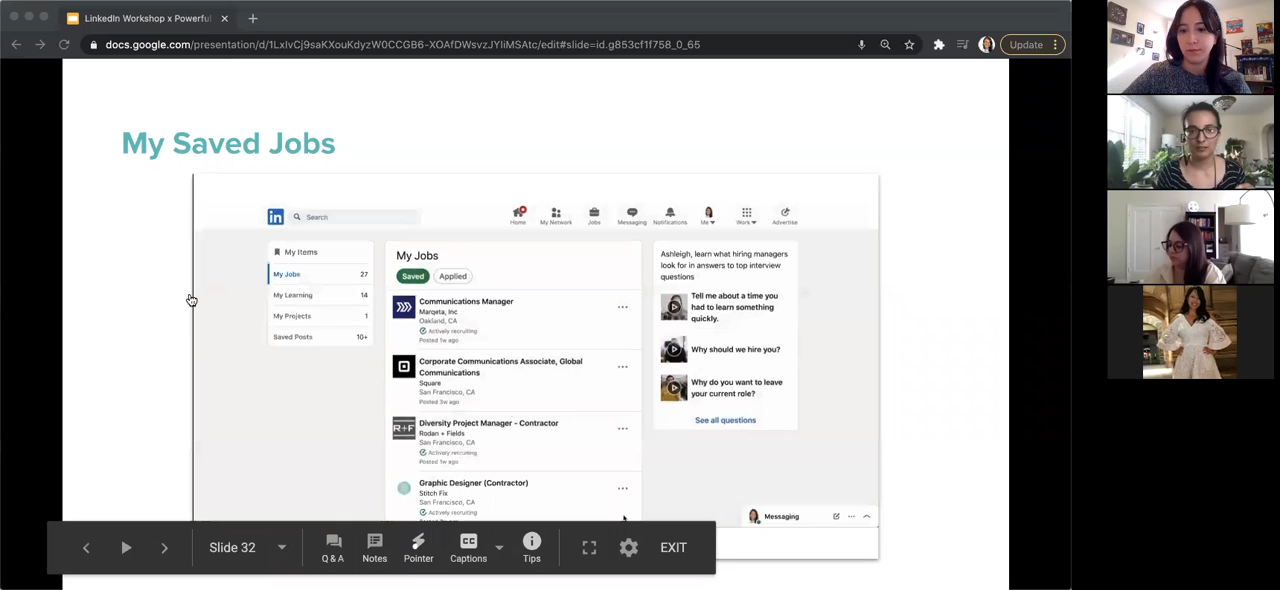 LinkedIn Workshop x Powerful
docs.google.com/presentation/d/1LxIvCj9saKXouKdyzW0CCGB6-XOAfDWsvzJYIiMSAtc/edit#slide=id.g853cf1f758_0_65
Update
My Saved Jobs
in
Search
Home
My Network
Jobs
Messaging
Notifications
Me
Work
Advertise
My Items
My Jobs 27
My Learning 14
My Projects 1
Saved Posts 10+
My Jobs
Saved Applied
Communications Manager
Marqeta, Inc
Oakland, CA
Actively recruiting
Posted 1w ago
Corporate Communications Associate, Global
Communications
Square
San Francisco, CA
Posted 3w ago
R+F
Diversity Project Manager - Contractor
Rodan + Fields
San Francisco, CA
Actively recruiting
Posted 1w ago
Graphic Designer (Contractor)
Stitch Fix
San Francisco, CA
Actively recruiting
Ashleigh, learn what hiring managers
look for in answers to top interview
questions
Tell me about a time you
had to learn something
quickly.
Why should we hire you?
Why do you want to leave
your current role?
See all questions
Messaging
Slide 32
Q & A
Notes
Pointer
CC
Captions
Tips
EXIT